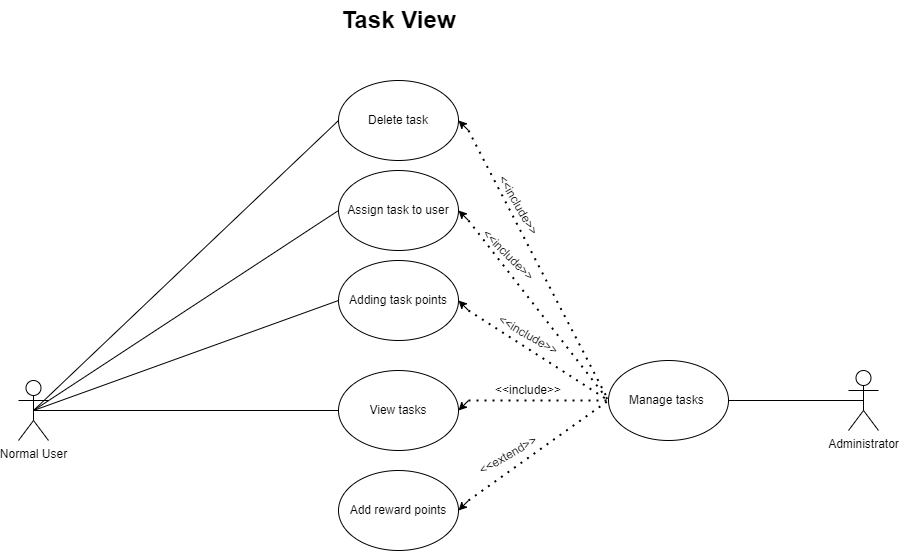 Task View
Delete task
<<include>>
Assign task to user
<<include>>
Adding task points
<<include>>
View tasks
<<include>>
Manage tasks
Normal User
Administrator
<<extend>>
Add reward points